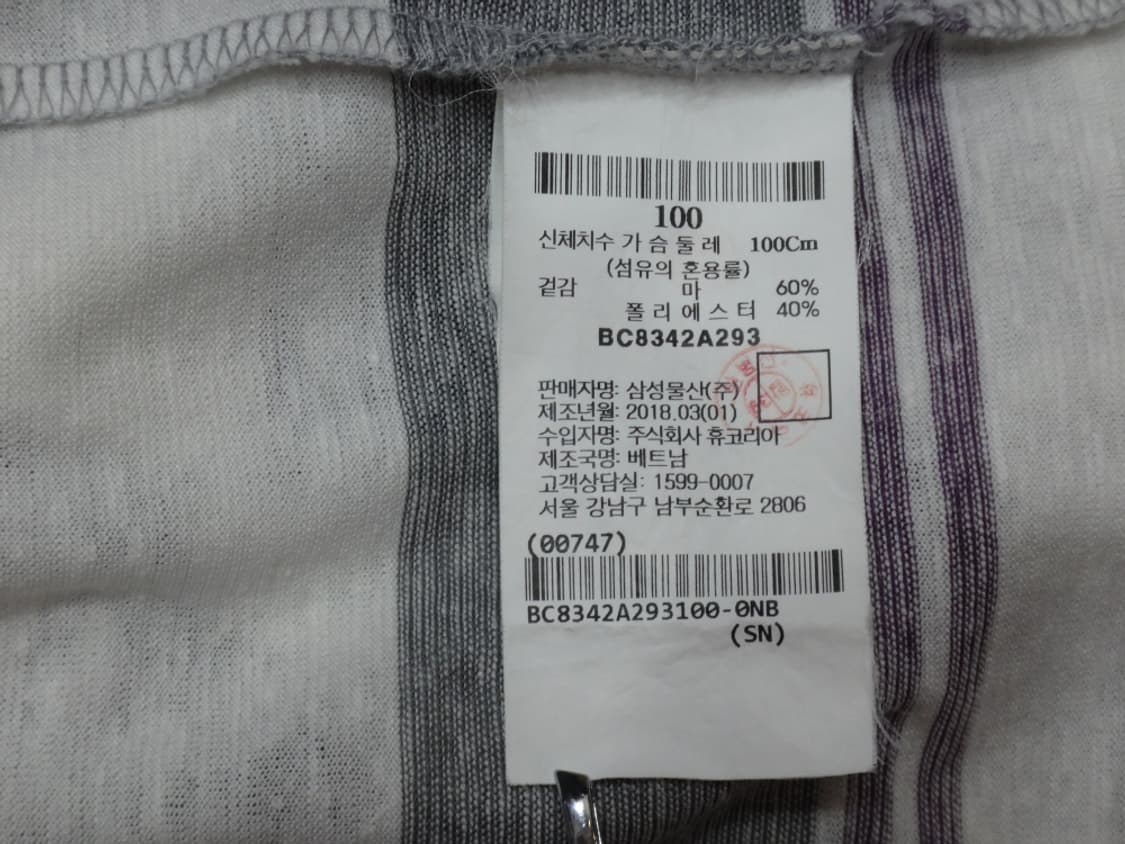 100
신체치수 가 슴 둘 레 100Cm
(섬유의 혼용률)
겉감 마 60%
폴 리 에 스 터 40%
BC8342A293
판매자명: 삼성물산(주)
제조년월: 2018.03(01)
수입자명: 주식회사 휴코리아
제조국명: 베트남
고객상담실: 1599-0007
서울 강남구 남부순환로 2806
(00747)
BC8342A293100-0NB
(SN)